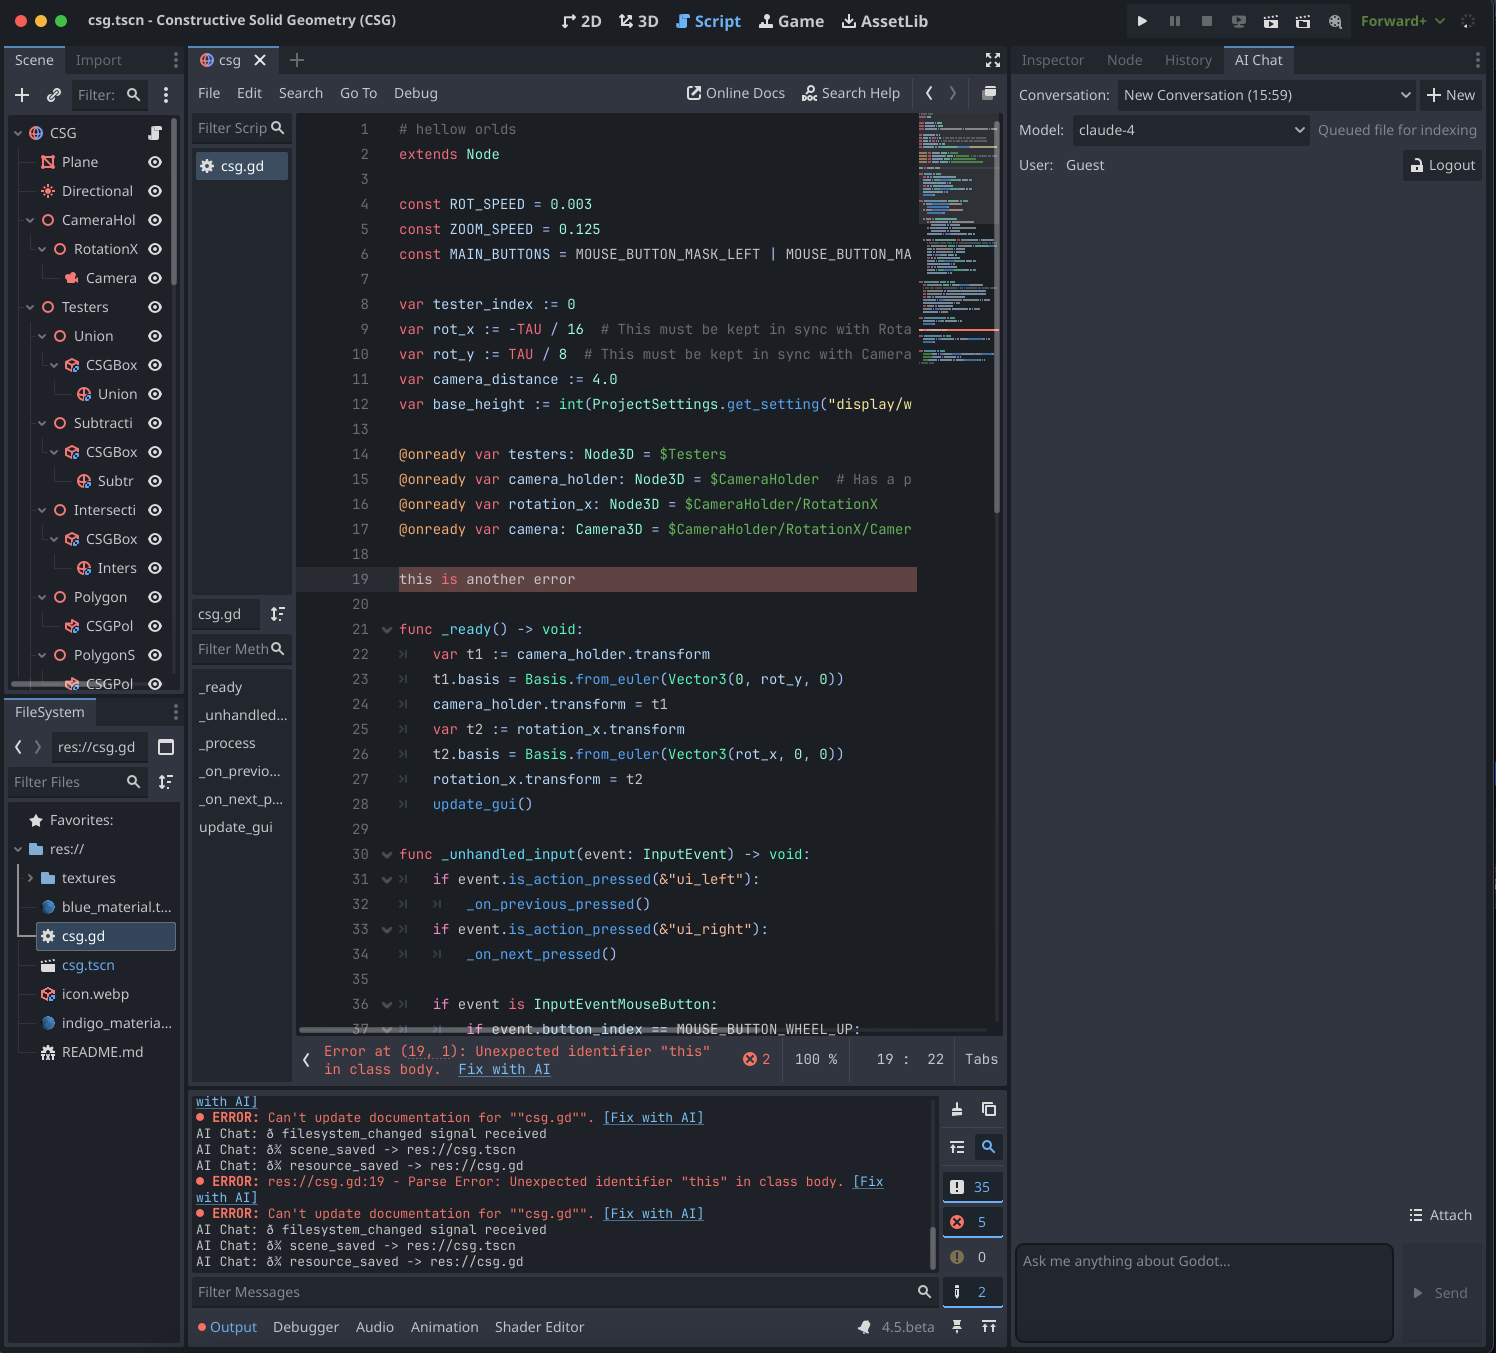 csg.tscn - Constructive Solid Geometry (CSG)
2D
3D
Script
Game
AssetLib
Forward+
Scene
Import
Filter:
CSG
Plane
Directional
CameraHol
RotationX
Camera
Testers
Union
CSGBox
Union
Subtracti
CSGBox
Subtr
Intersecti
CSGBox
Inters
Polygon
CSGPol
PolygonS
CSGPol
FileSystem
res://csg.gd
Filter Files
Favorites:
res://
textures
blue_material.t...
csg.gd
csg.tscn
icon.webp
indigo_materia...
README.md
csg
File Edit Search Go To Debug
Online Docs
Search Help
Filter Scrip
csg.gd
csg.gd
Filter Meth
_ready
_unhandled...
_process
_on_previo...
_on_next_p...
update_gui
1 # hellow orlds
2 extends Node
3
4 const ROT_SPEED = 0.003
5 const ZOOM_SPEED = 0.125
6 const MAIN_BUTTONS = MOUSE_BUTTON_MASK_LEFT | MOUSE_BUTTON_MA
7
8 var tester_index := 0
9 var rot_x := -TAU / 16  # This must be kept in sync with Rota
10 var rot_y := TAU / 8  # This must be kept in sync with Camera
11 var camera_distance := 4.0
12 var base_height := int(ProjectSettings.get_setting("display/w
13
14 @onready var testers: Node3D = $Testers
15 @onready var camera_holder: Node3D = $CameraHolder  # Has a p
16 @onready var rotation_x: Node3D = $CameraHolder/RotationX
17 @onready var camera: Camera3D = $CameraHolder/RotationX/Camer
18
19 this is another error
20
21 func _ready() -> void:
22 var t1 := camera_holder.transform
23 t1.basis = Basis.from_euler(Vector3(0, rot_y, 0))
24 camera_holder.transform = t1
25 var t2 := rotation_x.transform
26 t2.basis = Basis.from_euler(Vector3(rot_x, 0, 0))
27 rotation_x.transform = t2
28 update_gui()
29
30 func _unhandled_input(event: InputEvent) -> void:
31 if event.is_action_pressed(&"ui_left"):
32 _on_previous_pressed()
33 if event.is_action_pressed(&"ui_right"):
34 _on_next_pressed()
35
36 if event is InputEventMouseButton:
37 if event.button_index == MOUSE_BUTTON_WHEEL_UP:
Error at (19, 1): Unexpected identifier "this"
in class body. Fix with AI
2
100 %
19 : 22
Tabs
with AI]
ERROR: Can't update documentation for ""csg.gd"". [Fix with AI]
AI Chat: ð filesystem_changed signal received
AI Chat: ð% scene_saved -> res://csg.tscn
AI Chat: ð% resource_saved -> res://csg.gd
ERROR: res://csg.gd:19 - Parse Error: Unexpected identifier "this" in class body. [Fix
with AI]
ERROR: Can't update documentation for ""csg.gd"". [Fix with AI]
AI Chat: ð filesystem_changed signal received
AI Chat: ð% scene_saved -> res://csg.tscn
AI Chat: ð% resource_saved -> res://csg.gd
35
5
0
2
Filter Messages
Output Debugger Audio Animation Shader Editor
4.5.beta
Inspector Node History AI Chat
Conversation: New Conversation (15:59)
New
Model: claude-4
Queued file for indexing
User: Guest
Logout
Attach
Ask me anything about Godot...
Send